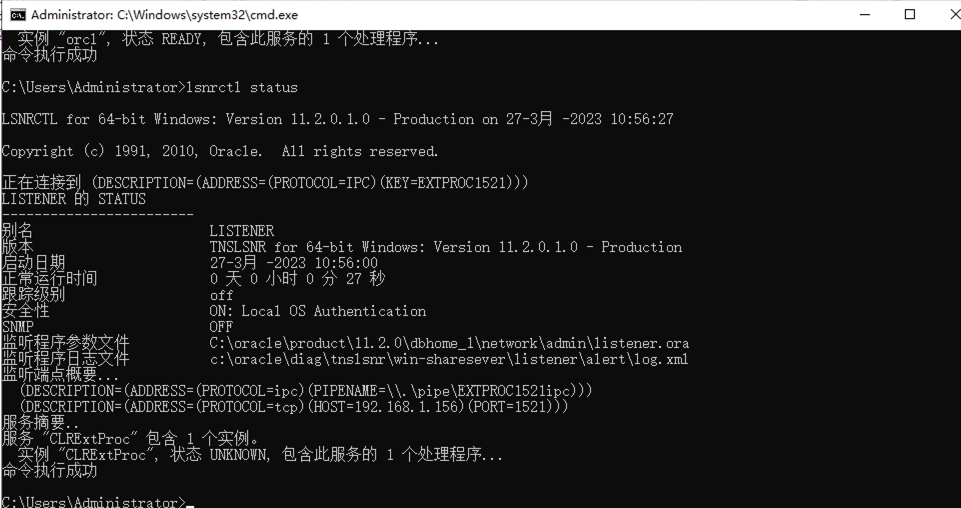 Administrator: C:\Windows\system32\cmd.exe
实例 "orcl", 状态 READY, 包含此服务的 1 个处理程序...
命令执行成功
C:\Users\Administrator>lsnrctl status
LSNRCTL for 64-bit Windows: Version 11.2.0.1.0 - Production on 27-3月 -2023 10:56:27
Copyright (c) 1991, 2010, Oracle.  All rights reserved.
正在连接到 (DESCRIPTION=(ADDRESS=(PROTOCOL=IPC)(KEY=EXTPROC1521)))
LISTENER 的 STATUS
------------------------
别名                      LISTENER
版本                      TNSLSNR for 64-bit Windows: Version 11.2.0.1.0 - Production
启动日期                  27-3月 -2023 10:56:00
正常运行时间              0 天 0 小时 0 分 27 秒
跟踪级别                  off
安全性                    ON: Local OS Authentication
SNMP                      OFF
监听程序参数文件          C:\oracle\product\11.2.0\dbhome_1\network\admin\listener.ora
监听程序日志文件          c:\oracle\diag\tnslsnr\win-sharesever\listener\alert\log.xml
监听端点概要...
(DESCRIPTION=(ADDRESS=(PROTOCOL=ipc)(PIPENAME=\\.\pipe\EXTPROC1521ipc)))
(DESCRIPTION=(ADDRESS=(PROTOCOL=tcp)(HOST=192.168.1.156)(PORT=1521)))
服务摘要..
服务 "CLRExtProc" 包含 1 个实例。
实例 "CLRExtProc", 状态 UNKNOWN, 包含此服务的 1 个处理程序...
命令执行成功
C:\Users\Administrator>